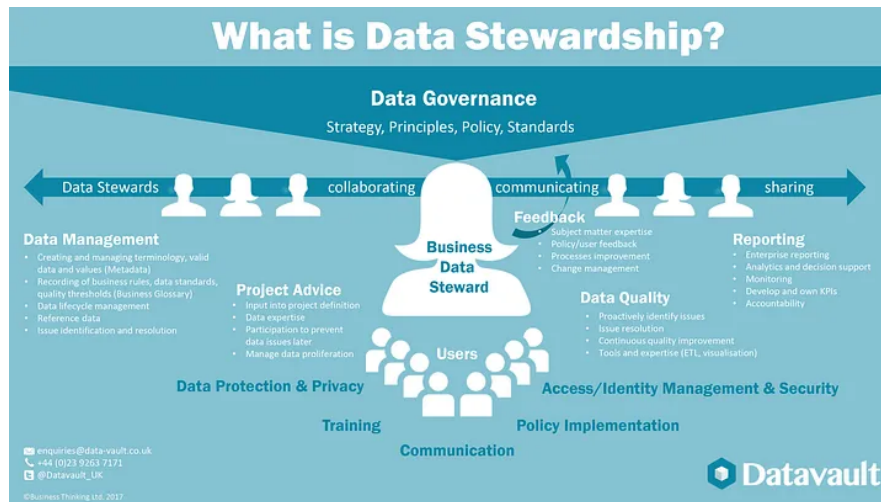 What is Data Stewardship?
Data Governance
Strategy, Principles, Policy, Standards
Data Stewards collaborating communicating sharing
Data Management
• Creating and managing terminology, valid
data and values (Metadata)
• Recording of business rules, data standards,
quality thresholds (Business Glossary)
• Data lifecycle management
• Reference data
• Issue identification and resolution
Project Advice
• Input into project definition
• Data expertise
• Participation to prevent
data issues later
• Manage data proliferation
Business
Data
Steward
Feedback
• Subject matter expertise
• Policy/user feedback
• Processes improvement
• Change management
Data Quality
• Proactively identify issues
• Issue resolution
• Continuous quality improvement
• Tools and expertise (ETL, visualisation)
Reporting
• Enterprise reporting
• Analytics and decision support
• Monitoring
• Develop and own KPIs
• Accountability
Users
Data Protection & Privacy
Training
Communication
Policy Implementation
Access/Identity Management & Security
enquiries@data-vault.co.uk
+44 (0)23 9263 7171
@Datavault_UK
©Business Thinking Ltd. 2017
Datavault